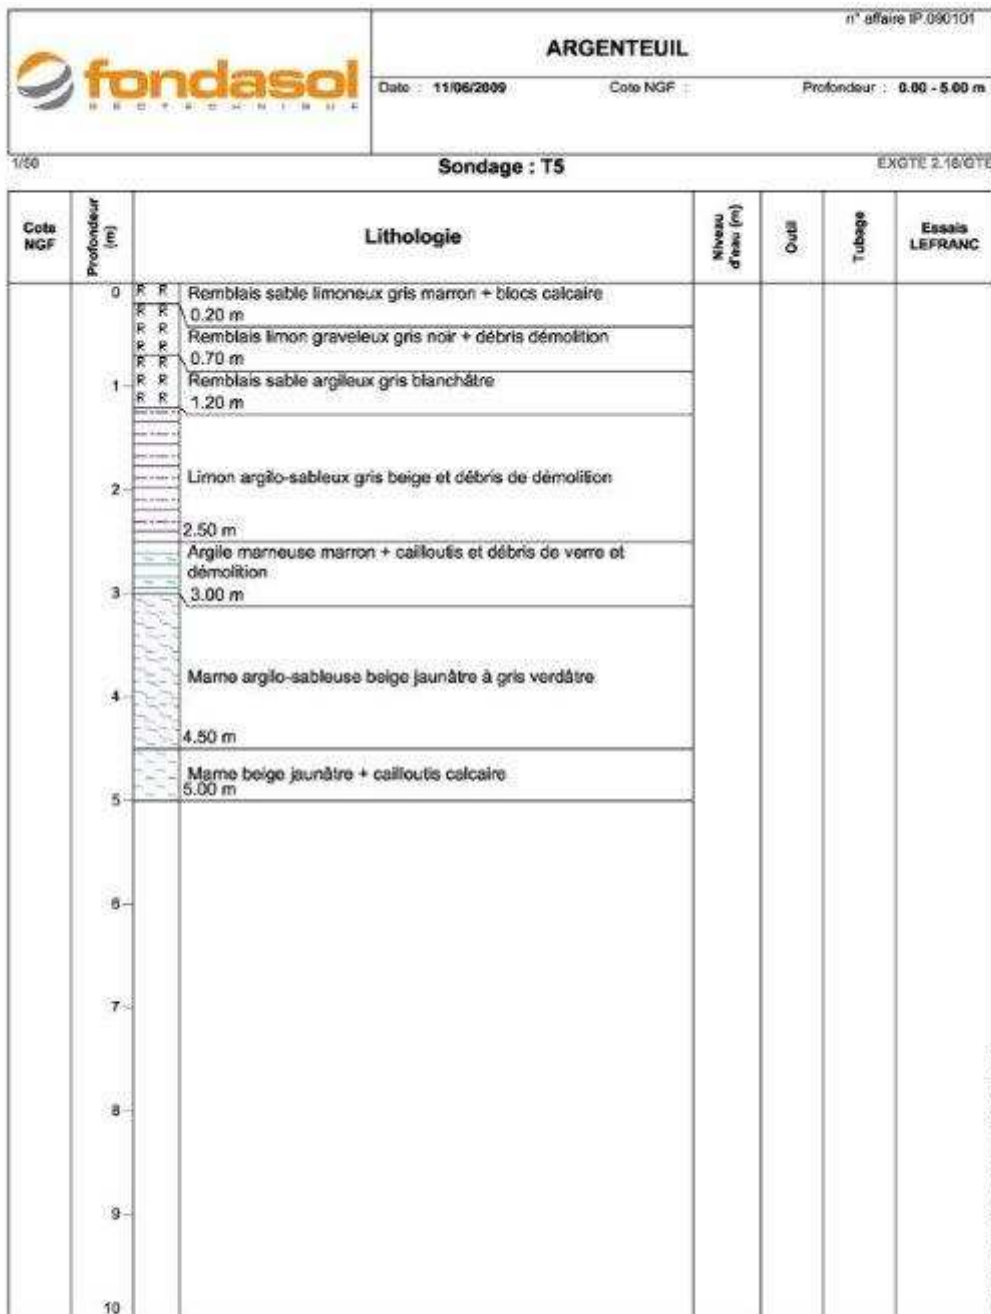 n° affaire IP.090101
fondasol
GEOTECHNIQUE
ARGENTEUIL
Date : 11/06/2009
Cote NGF :
Profondeur : 0.00 - 5.00 m
1/50
Sondage : T5
EXGTE 2.18/GTE
Cote NGF
Profondeur (m)
Lithologie
Niveau d'eau (m)
Outil
Tubage
Essais LEFRANC
0
R R
Remblais sable limoneux gris marron + blocs calcaire
R R
0.20 m
R R
Remblais limon graveleux gris noir + débris démolition
R R
R R
0.70 m
1
R R
Remblais sable argileux gris blanchâtre
R R
1.20 m
Limon argilo-sableux gris beige et débris de démolition
2
2.50 m
Argile marneuse marron + cailloutis et débris de verre et
démolition
3
3.00 m
Marne argilo-sableuse beige jaunâtre à gris verdâtre
4
4.50 m
Marne beige jaunâtre + cailloutis calcaire
5.00 m
5
6
7
8
9
10